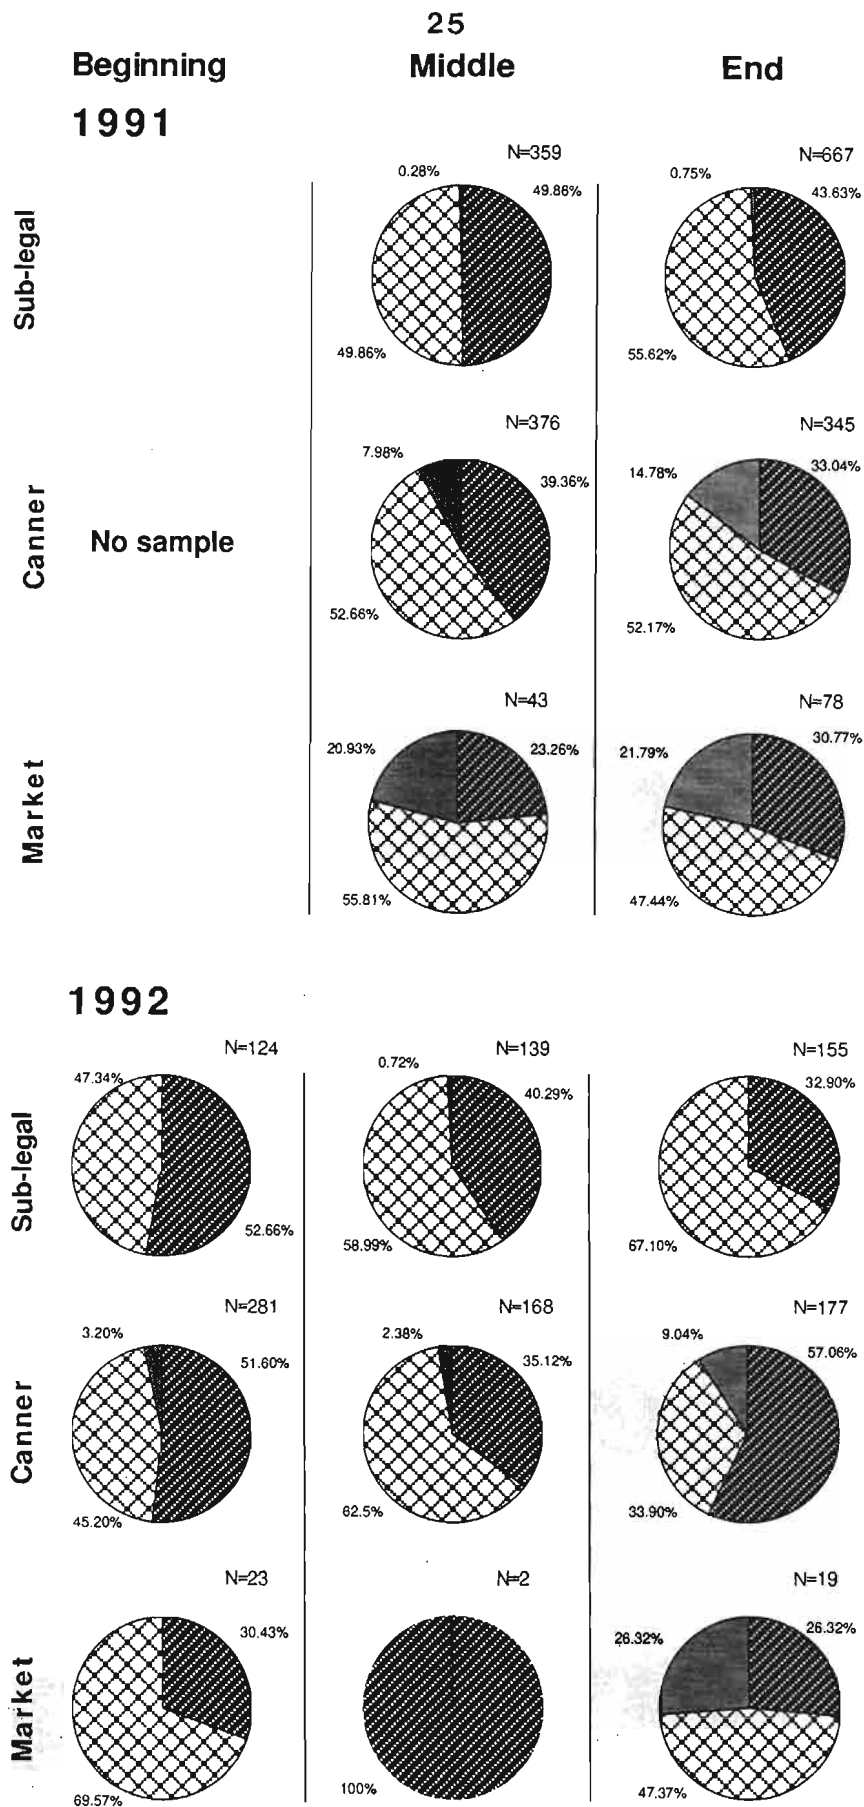 25
Beginning Middle End
1991
N=359 N=667
0.28% 49.86% 0.75% 43.63%
Sub-legal
49.86% 55.62%
N=376 N=345
7.98% 39.36% 14.78% 33.04%
Canner
No sample
52.66% 52.17%
N=43 N=78
20.93% 23.26% 21.79% 30.77%
Market
55.81% 47.44%
1992
N=124 N=139 N=155
47.34% 0.72% 40.29% 32.90%
Sub-legal
52.66% 58.99% 67.10%
N=281 N=168 N=177
3.20% 51.60% 2.38% 35.12% 9.04% 57.06%
Canner
45.20% 62.5% 33.90%
N=23 N=2 N=19
30.43% 26.32% 26.32%
Market
69.57% 100% 47.37%